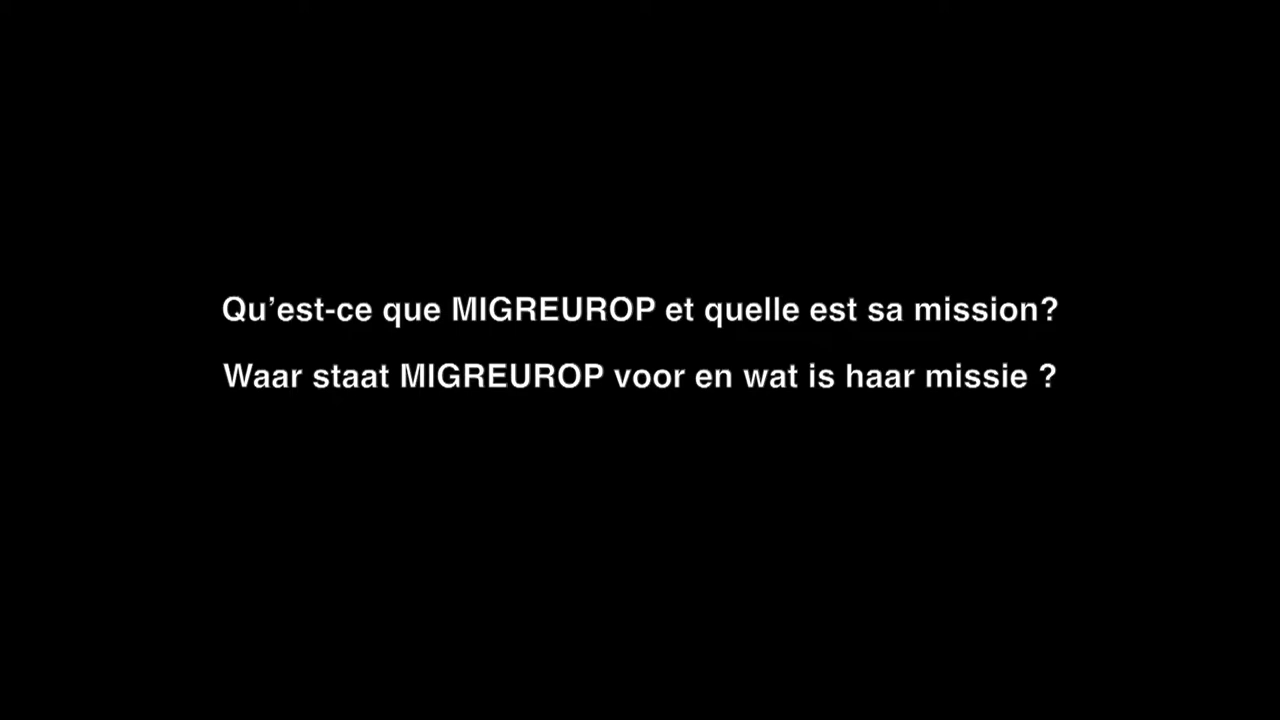 Qu’est-ce que MIGREUROP et quelle est sa mission?
Waar staat MIGREUROP voor en wat is haar missie ?